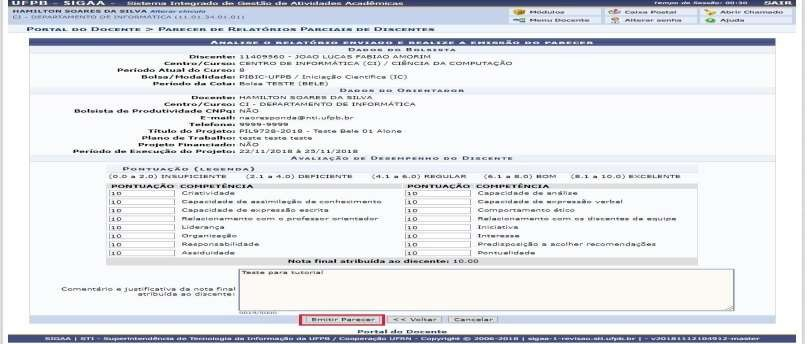 UFPB - SIGAA - Sistema Integrado de Gestão de Atividades Acadêmicas
Tempo de Sessão: 00:30 SAIR
HAMILTON SOARES DA SILVA Alterar vínculo
CI - DEPARTAMENTO DE INFORMÁTICA (11.01.34.01.01)
Módulos Caixa Postal Abrir Chamado
Menu Docente Alterar senha Ajuda
PORTAL DO DOCENTE > PARECER DE RELATÓRIOS PARCIAIS DE DISCENTES
ANALISE O RELATÓRIO ENVIADO E REALIZE A EMISSÃO DO PARECER
DADOS DO BOLSISTA
Discente: 11409560 - JOAO LUCAS FABIAO AMORIM
Centro/Curso: CENTRO DE INFORMÁTICA (CI) / CIÊNCIA DA COMPUTAÇÃO
Período Atual do Curso: 8
Bolsa/Modalidade: PIBIC-UFPB / Iniciação Científica (IC)
Período da Cota: Bolsa TESTE (BELE)
DADOS DO ORIENTADOR
Docente: HAMILTON SOARES DA SILVA
Centro/Curso: CI - DEPARTAMENTO DE INFORMÁTICA
Bolsista de Produtividade CNPq: NÃO
E-mail: naoresponda@nti.ufpb.br
Telefone: 9999-9999
Título do Projeto: PIL9728-2018 - Teste Bele 01 Alone
Plano de Trabalho: teste teste teste
Projeto Financiado: NÃO
Período de Execução do Projeto: 22/11/2018 à 25/11/2018
AVALIAÇÃO DE DESEMPENHO DO DISCENTE
PONTUAÇÃO (LEGENDA)
(0.0 a 2.0) INSUFICIENTE (2.1 a 4.0) DEFICIENTE (4.1 a 6.0) REGULAR (6.1 a 8.0) BOM (8.1 a 10.0) EXCELENTE
PONTUAÇÃO COMPETÊNCIA PONTUAÇÃO COMPETÊNCIA
10 Criatividade 10 Capacidade de análise
10 Capacidade de assimilação de conhecimento 10 Capacidade de expressão verbal
10 Capacidade de expressão escrita 10 Comportamento ético
10 Relacionamento com o professor orientador 10 Relacionamento com os discentes da equipe
10 Liderança 10 Iniciativa
10 Organização 10 Interesse
10 Responsabilidade 10 Predisposição a acolher recomendações
10 Assiduidade 10 Pontualidade
Nota final atribuída ao discente: 10.00
Teste para tutorial
Comentário e justificativa da nota final
atribuída ao discente:
Emitir Parecer << Voltar Cancelar
Portal do Docente
SIGAA | STI - Superintendência de Tecnologia da Informação da UFPB / Cooperação UFRN - Copyright © 2006-2018 | sigaa-1-revisao.sti.ufpb.br | - v20181112104912-master